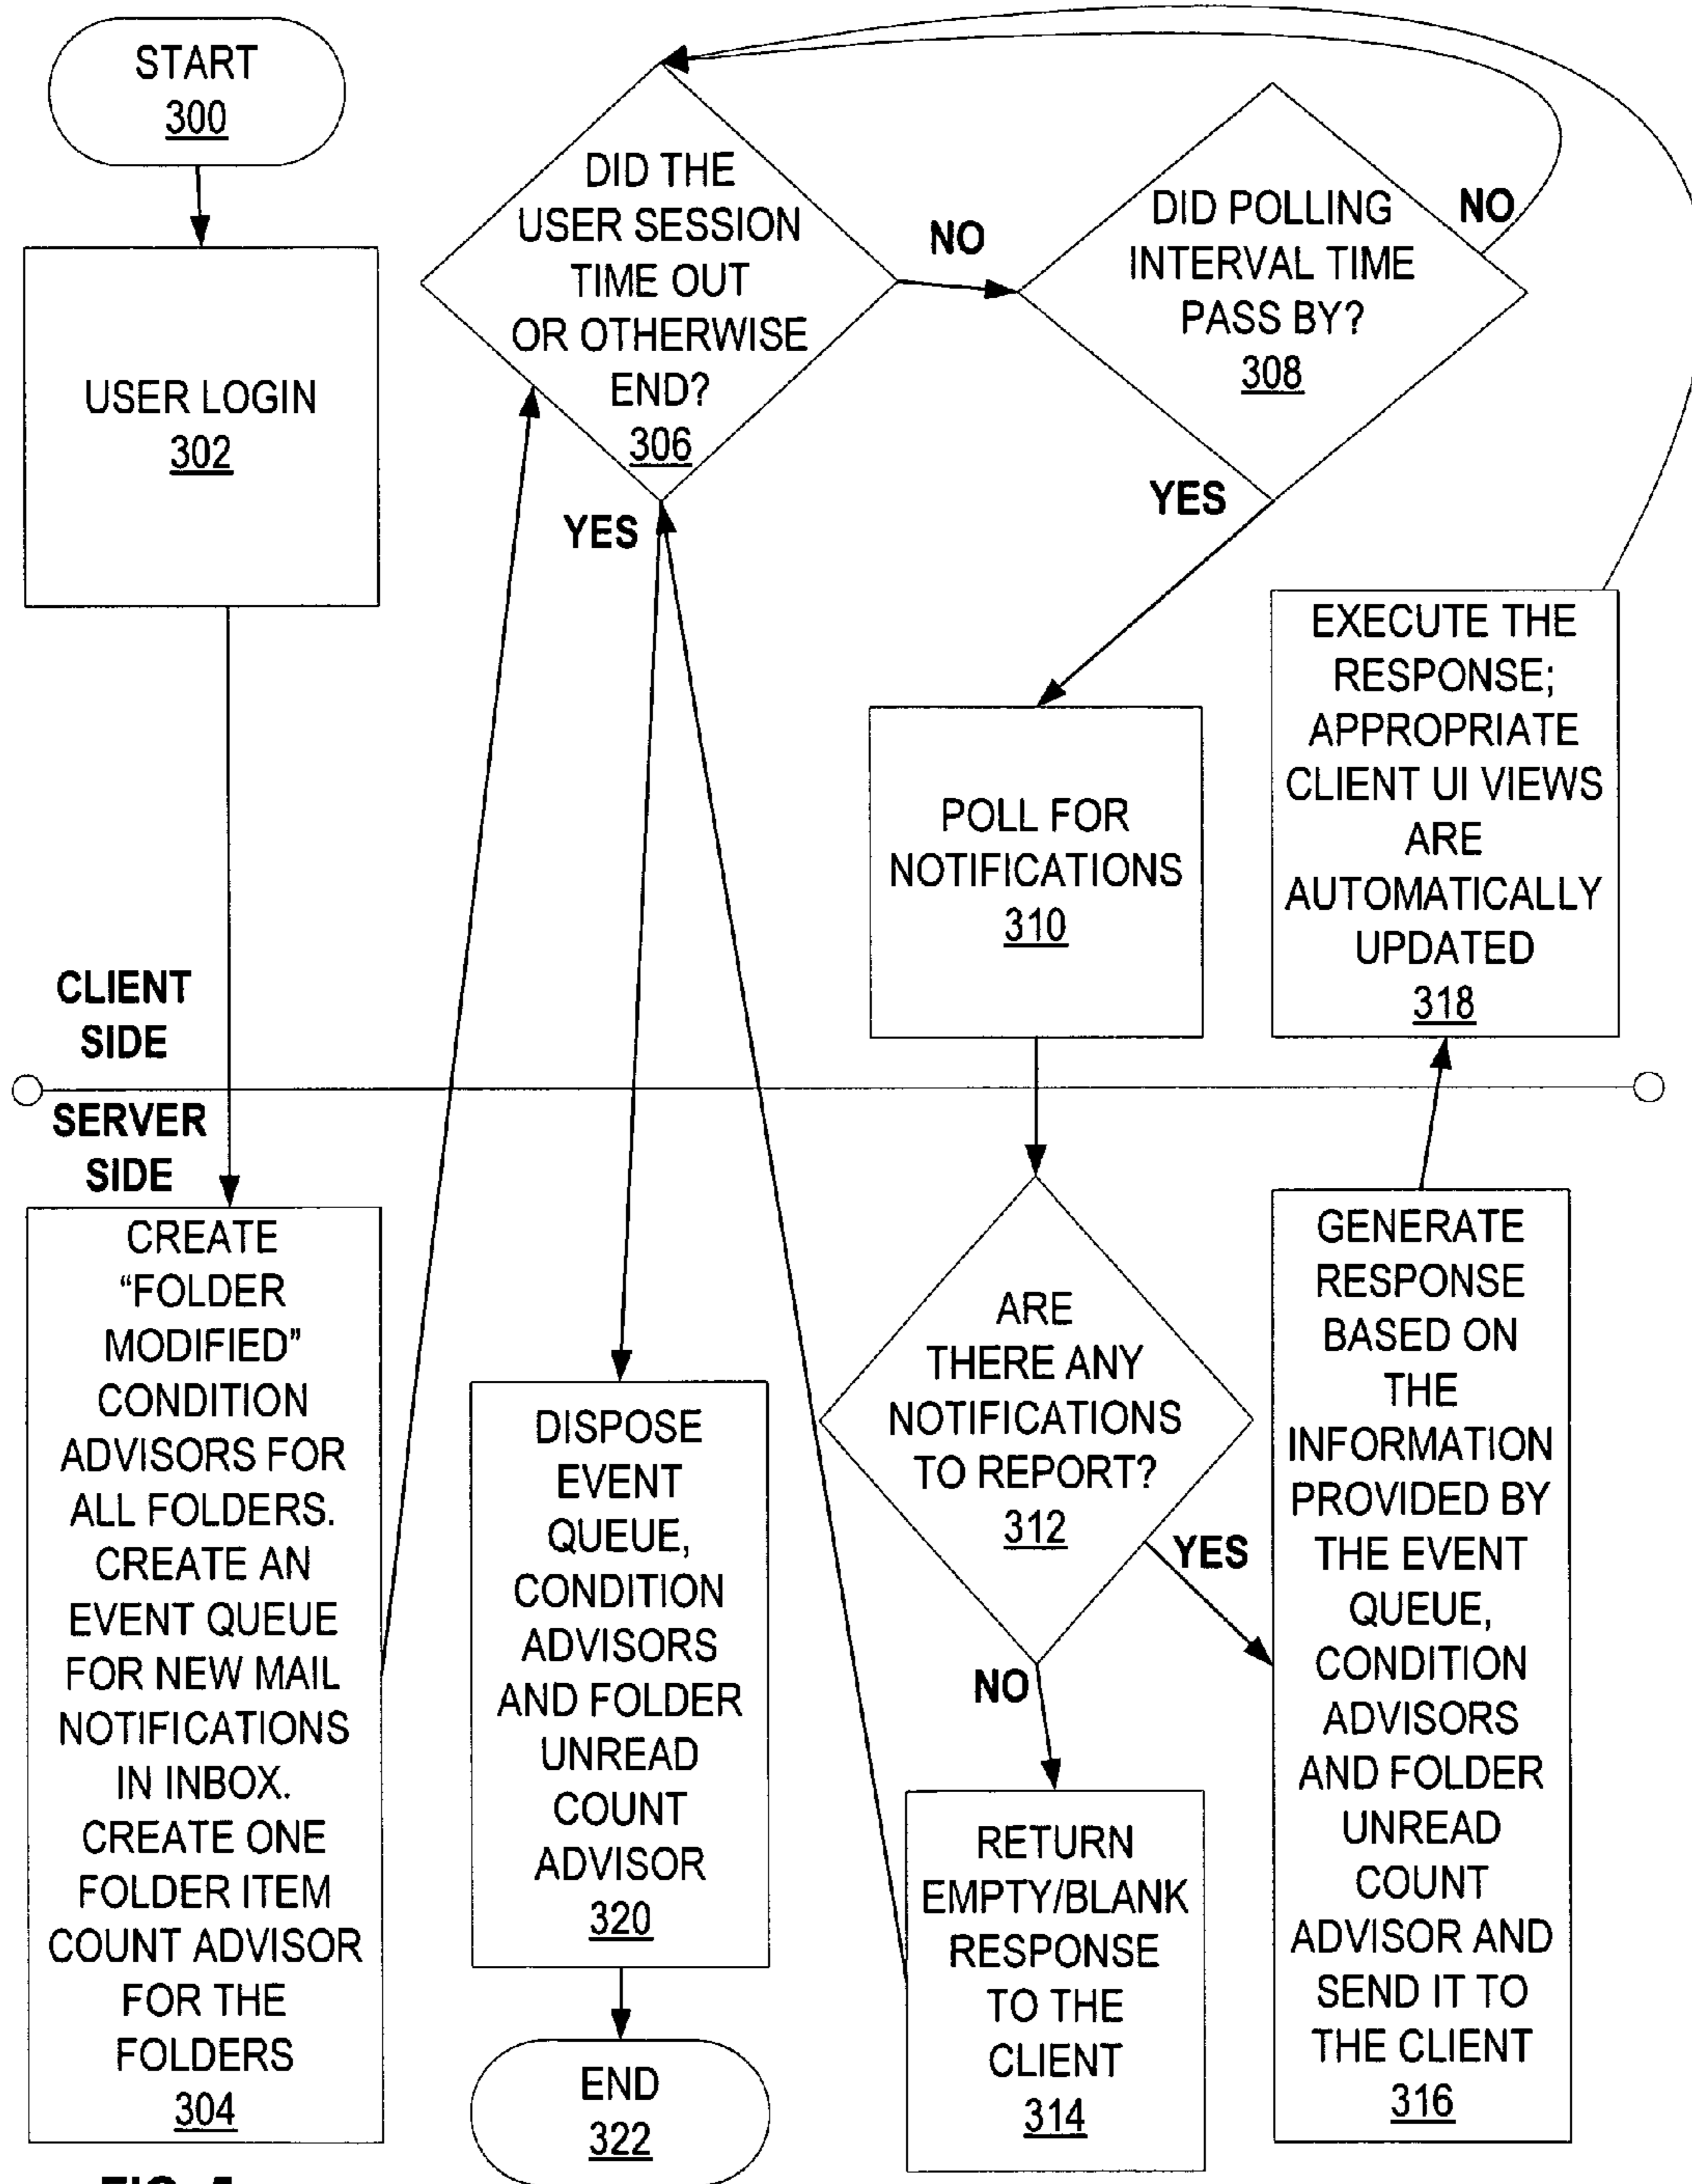 START
300
USER LOGIN
302
DID THE
USER SESSION
TIME OUT
OR OTHERWISE
END?
306
NO
DID POLLING
INTERVAL TIME
PASS BY?
308
NO
YES
YES
POLL FOR
NOTIFICATIONS
310
EXECUTE THE
RESPONSE;
APPROPRIATE
CLIENT UI VIEWS
ARE
AUTOMATICALLY
UPDATED
318
CLIENT
SIDE
SERVER
SIDE
CREATE
“FOLDER
MODIFIED”
CONDITION
ADVISORS FOR
ALL FOLDERS.
CREATE AN
EVENT QUEUE
FOR NEW MAIL
NOTIFICATIONS
IN INBOX.
CREATE ONE
FOLDER ITEM
COUNT ADVISOR
FOR THE
FOLDERS
304
DISPOSE
EVENT
QUEUE,
CONDITION
ADVISORS
AND FOLDER
UNREAD
COUNT
ADVISOR
320
END
322
ARE
THERE ANY
NOTIFICATIONS
TO REPORT?
312
YES
NO
RETURN
EMPTY/BLANK
RESPONSE
TO THE
CLIENT
314
GENERATE
RESPONSE
BASED ON
THE
INFORMATION
PROVIDED BY
THE EVENT
QUEUE,
CONDITION
ADVISORS
AND FOLDER
UNREAD
COUNT
ADVISOR AND
SEND IT TO
THE CLIENT
316